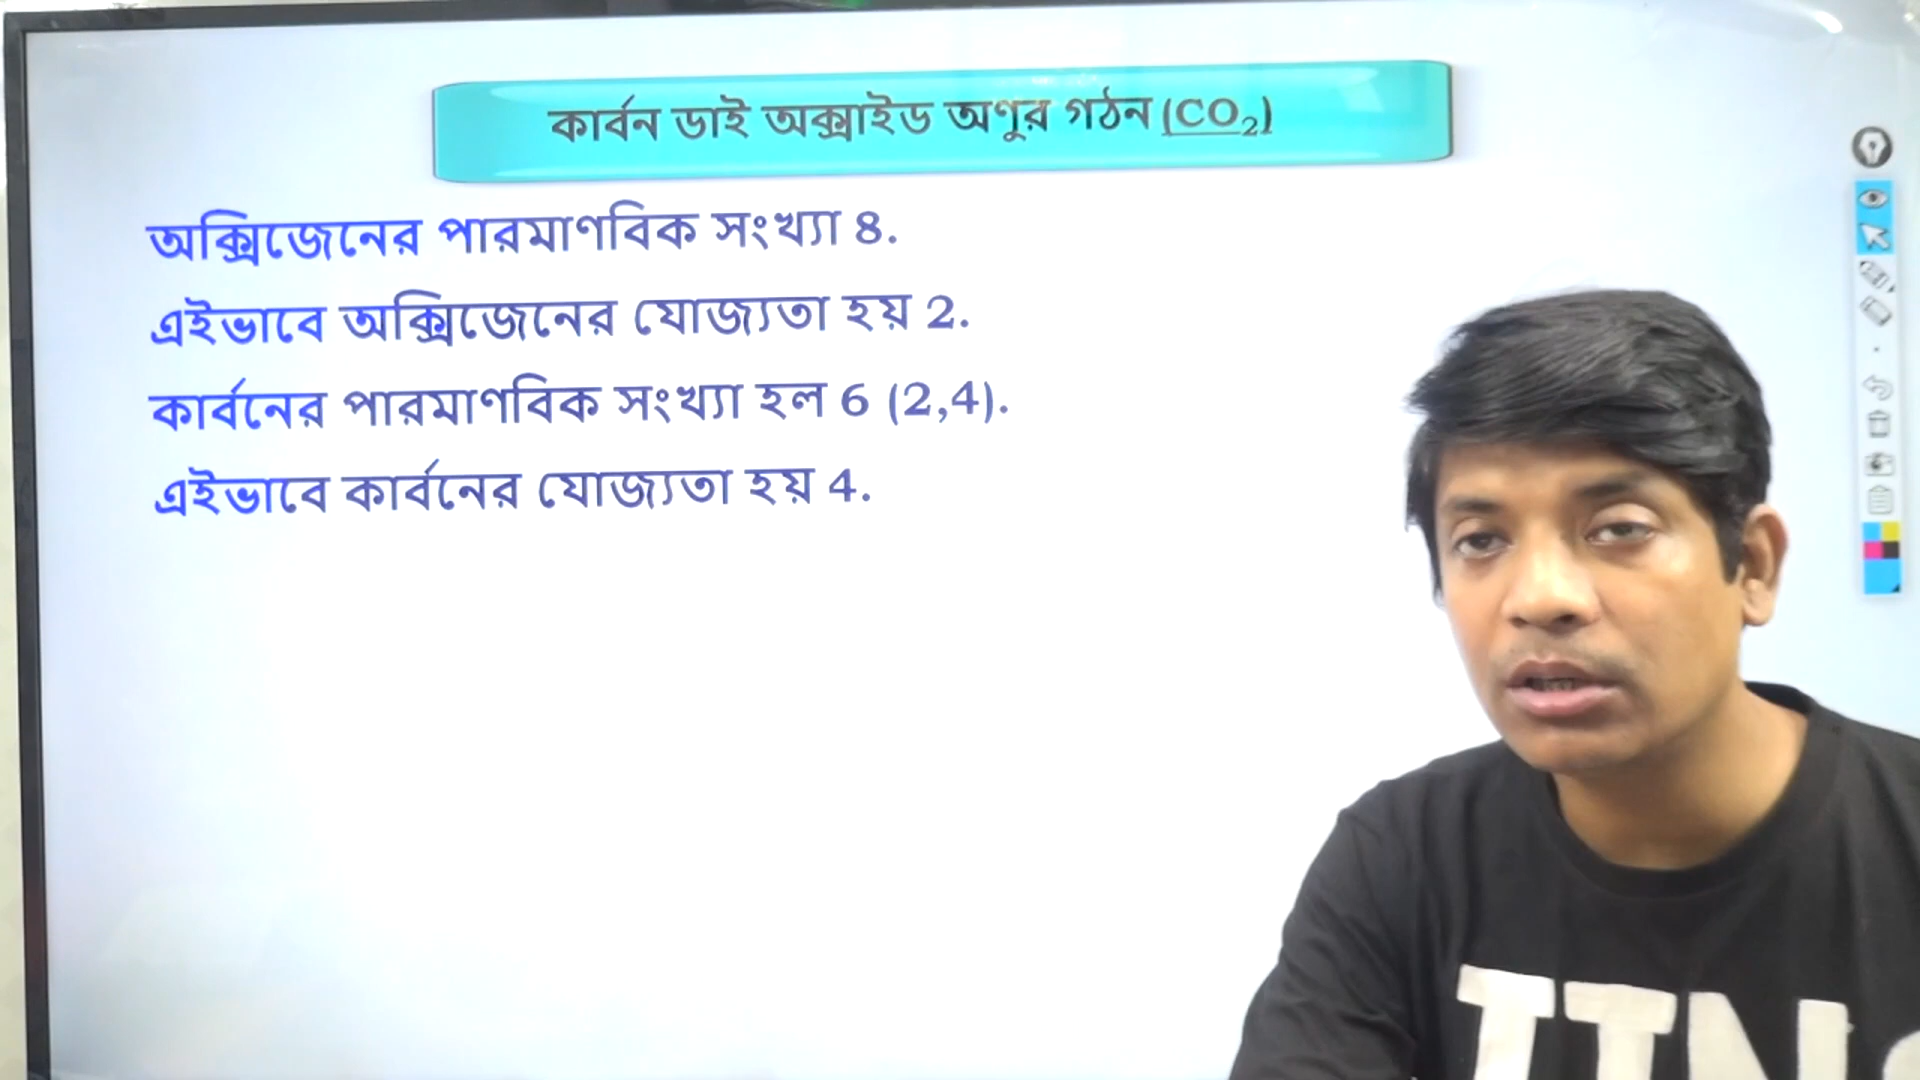 কার্বন ডাই অক্সাইড অণুর গঠন (CO₂)
অক্সিজেনের পারমাণবিক সংখ্যা 8.
এইভাবে অক্সিজেনের যোজ্যতা হয় 2.
কার্বনের পারমাণবিক সংখ্যা হল 6 (2,4).
এইভাবে কার্বনের যোজ্যতা হয় 4.